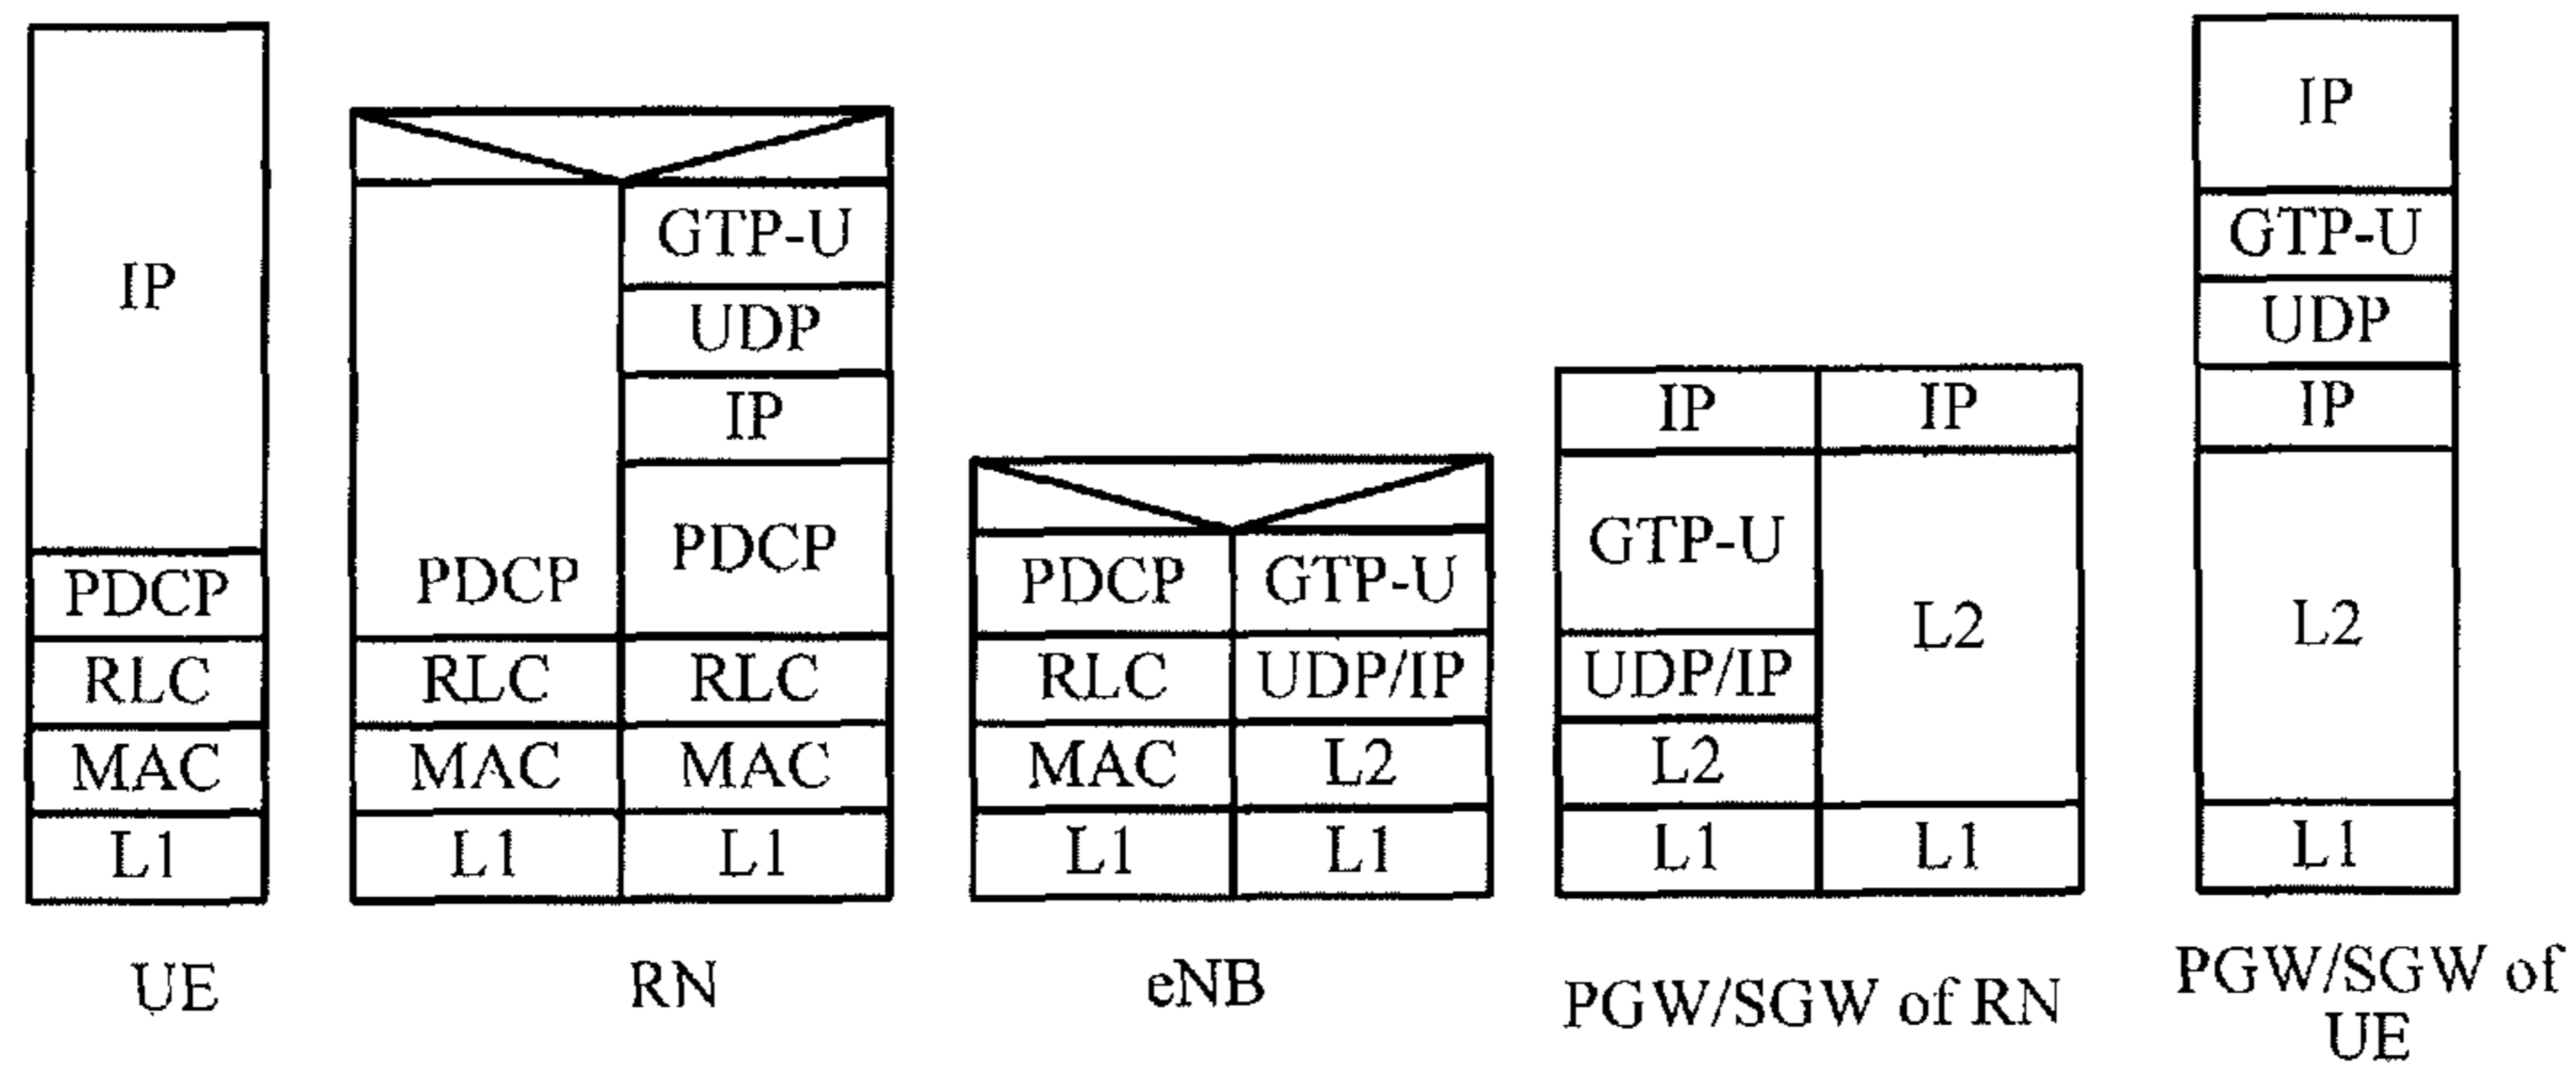 IP
PDCP
RLC
MAC
L1
UE
PDCP
RLC
MAC
L1
GTP-U
UDP
IP
PDCP
RLC
MAC
L1
RN
PDCP
RLC
MAC
L1
GTP-U
UDP/IP
L2
L1
eNB
IP
GTP-U
UDP/IP
L2
L1
IP
L2
L1
PGW/SGW of RN
IP
GTP-U
UDP
IP
L2
L1
PGW/SGW of
UE